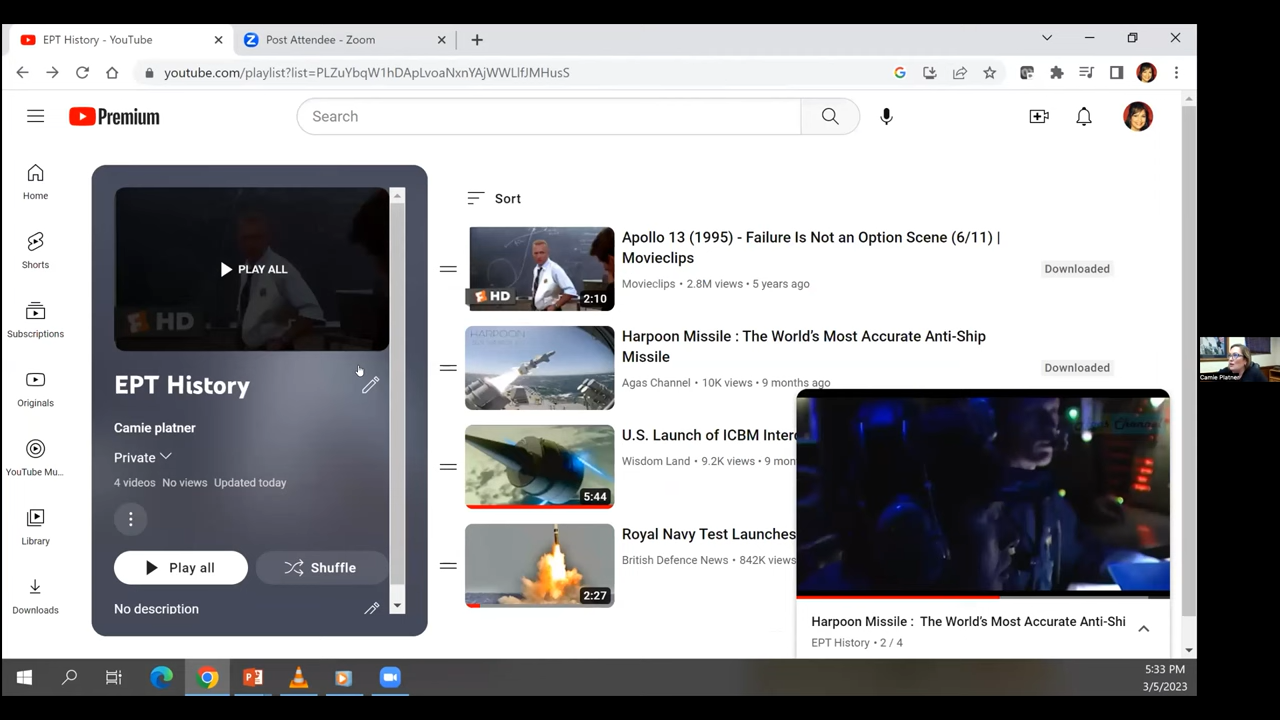 EPT History - YouTube
Post Attendee - Zoom
youtube.com/playlist?list=PLZuYbqW1hDApLvoaNxnYAjWWLlfJMHusS
Premium
Search
Home
Shorts
Subscriptions
Originals
YouTube Mu...
Library
Downloads
PLAY ALL
HD
EPT History
Camie platner
Private
4 videos No views Updated today
Play all
Shuffle
No description
Sort
HD
2:10
Apollo 13 (1995) - Failure Is Not an Option Scene (6/11) |
Movieclips
Movieclips • 2.8M views • 5 years ago
Downloaded
HARPOON
Harpoon Missile : The World's Most Accurate Anti-Ship
Missile
Agas Channel • 10K views • 9 months ago
Downloaded
5:44
U.S. Launch of ICBM Inter
Wisdom Land • 9.2K views • 9 mon
2:27
Royal Navy Test Launches
British Defence News • 842K views
Harpoon Missile : The World's Most Accurate Anti-Shi
EPT History • 2 / 4
Camie Platner
5:33 PM
3/5/2023